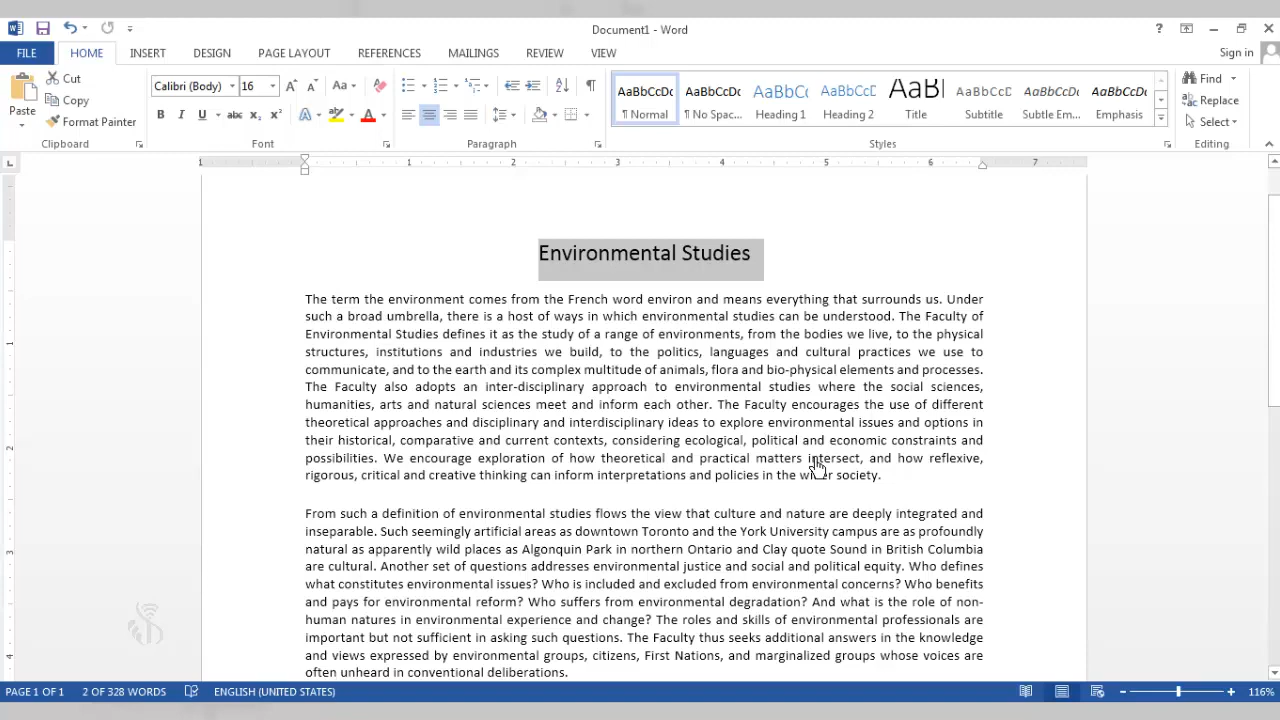 Document1 - Word
?
FILE HOME INSERT DESIGN PAGE LAYOUT REFERENCES MAILINGS REVIEW VIEW Sign in
Paste Cut Copy Format Painter
Calibri (Body) 16
AaBbCcDc AaBbCcDc AaBbCc AaBbCcD AaBl AaBbCcD AaBbCcDc AaBbCcDc
¶ Normal ¶ No Spac... Heading 1 Heading 2 Title Subtitle Subtle Em... Emphasis
Find
Replace
Select
Clipboard Font Paragraph Styles Editing
1 1 2 3 4 5 6 7
Environmental Studies
The term the environment comes from the French word environ and means everything that surrounds us. Under
such a broad umbrella, there is a host of ways in which environmental studies can be understood. The Faculty of
Environmental Studies defines it as the study of a range of environments, from the bodies we live, to the physical
structures, institutions and industries we build, to the politics, languages and cultural practices we use to
communicate, and to the earth and its complex multitude of animals, flora and bio-physical elements and processes.
The Faculty also adopts an inter-disciplinary approach to environmental studies where the social sciences,
humanities, arts and natural sciences meet and inform each other. The Faculty encourages the use of different
theoretical approaches and disciplinary and interdisciplinary ideas to explore environmental issues and options in
their historical, comparative and current contexts, considering ecological, political and economic constraints and
possibilities. We encourage exploration of how theoretical and practical matters intersect, and how reflexive,
rigorous, critical and creative thinking can inform interpretations and policies in the wider society.
From such a definition of environmental studies flows the view that culture and nature are deeply integrated and
inseparable. Such seemingly artificial areas as downtown Toronto and the York University campus are as profoundly
natural as apparently wild places as Algonquin Park in northern Ontario and Clay quote Sound in British Columbia
are cultural. Another set of questions addresses environmental justice and social and political equity. Who defines
what constitutes environmental issues? Who is included and excluded from environmental concerns? Who benefits
and pays for environmental reform? Who suffers from environmental degradation? And what is the role of non-
human natures in environmental experience and change? The roles and skills of environmental professionals are
important but not sufficient in asking such questions. The Faculty thus seeks additional answers in the knowledge
and views expressed by environmental groups, citizens, First Nations, and marginalized groups whose voices are
often unheard in conventional deliberations.
PAGE 1 OF 1 2 OF 328 WORDS ENGLISH (UNITED STATES) 116%